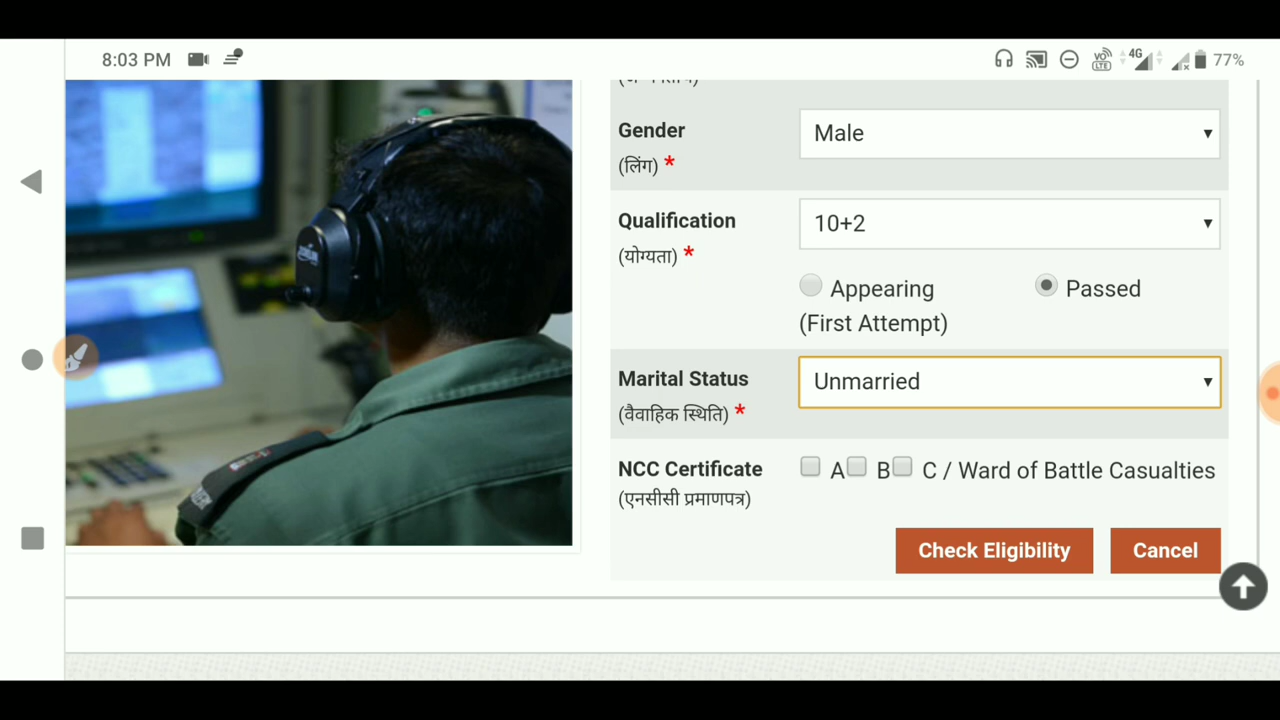 8:03 PM
4G
77%
Gender
(लिंग) *
Male
Qualification
(योग्यता) *
10+2
Appearing
(First Attempt)
Passed
Marital Status
(वैवाहिक स्थिति) *
Unmarried
NCC Certificate
(एनसीसी प्रमाणपत्र)
A B C / Ward of Battle Casualties
Check Eligibility
Cancel